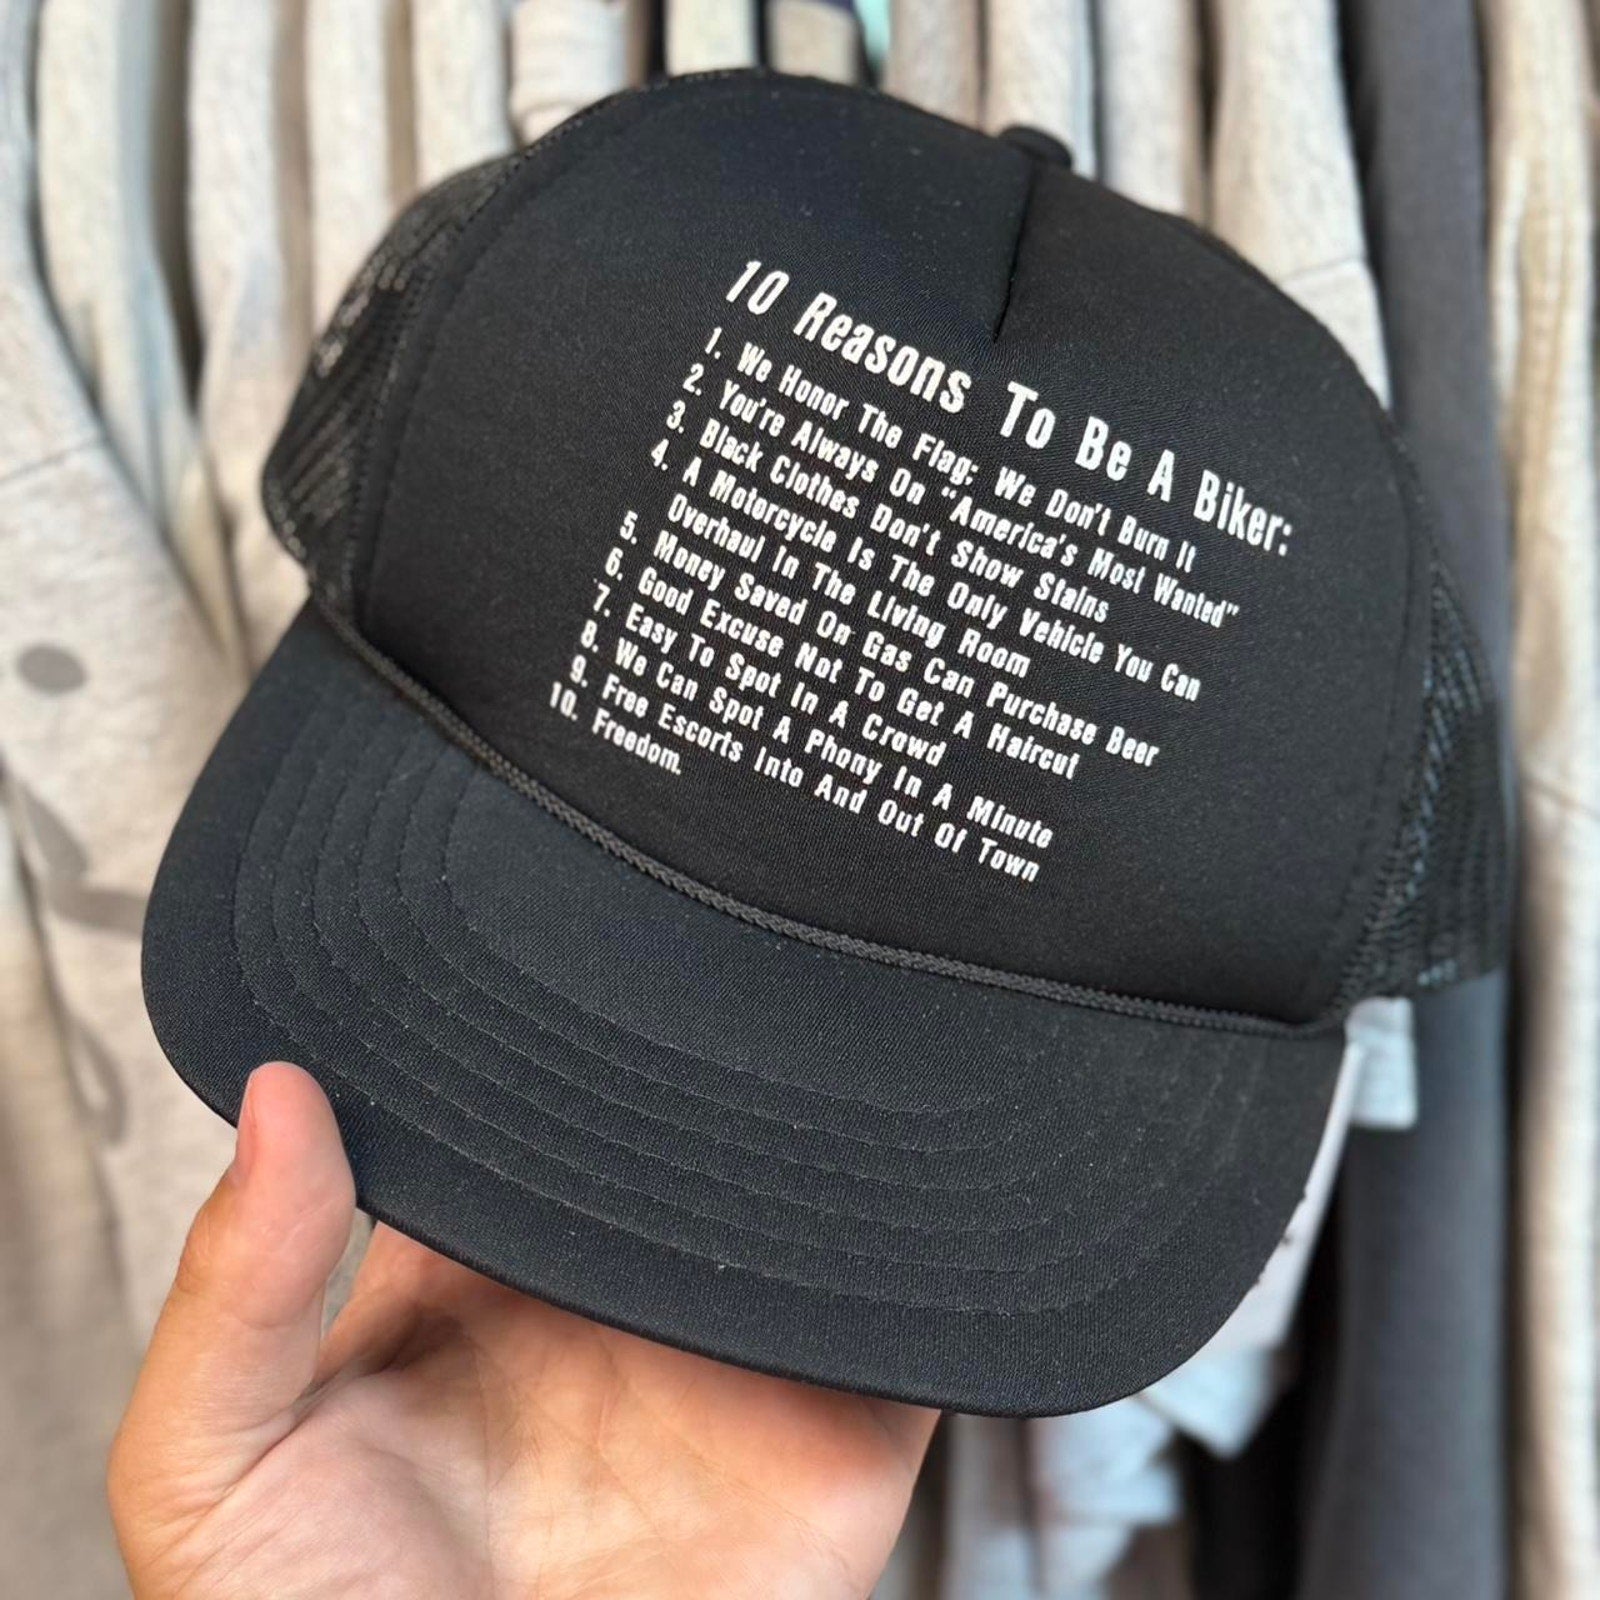 10 Reasons To Be A Biker:
1. We Honor The Flag; We Don't Burn It
2. You're Always On "America's Most Wanted"
3. Black Clothes Don't Show Stains
4. A Motorcycle Is The Only Vehicle You Can
Overhaul In The Living Room
5. Money Saved On Gas Can Purchase Beer
6. Good Excuse Not To Get A Haircut
7. Easy To Spot In A Crowd
8. We Can Spot A Phony In A Minute
9. Free Escorts Into And Out Of Town
10. Freedom.